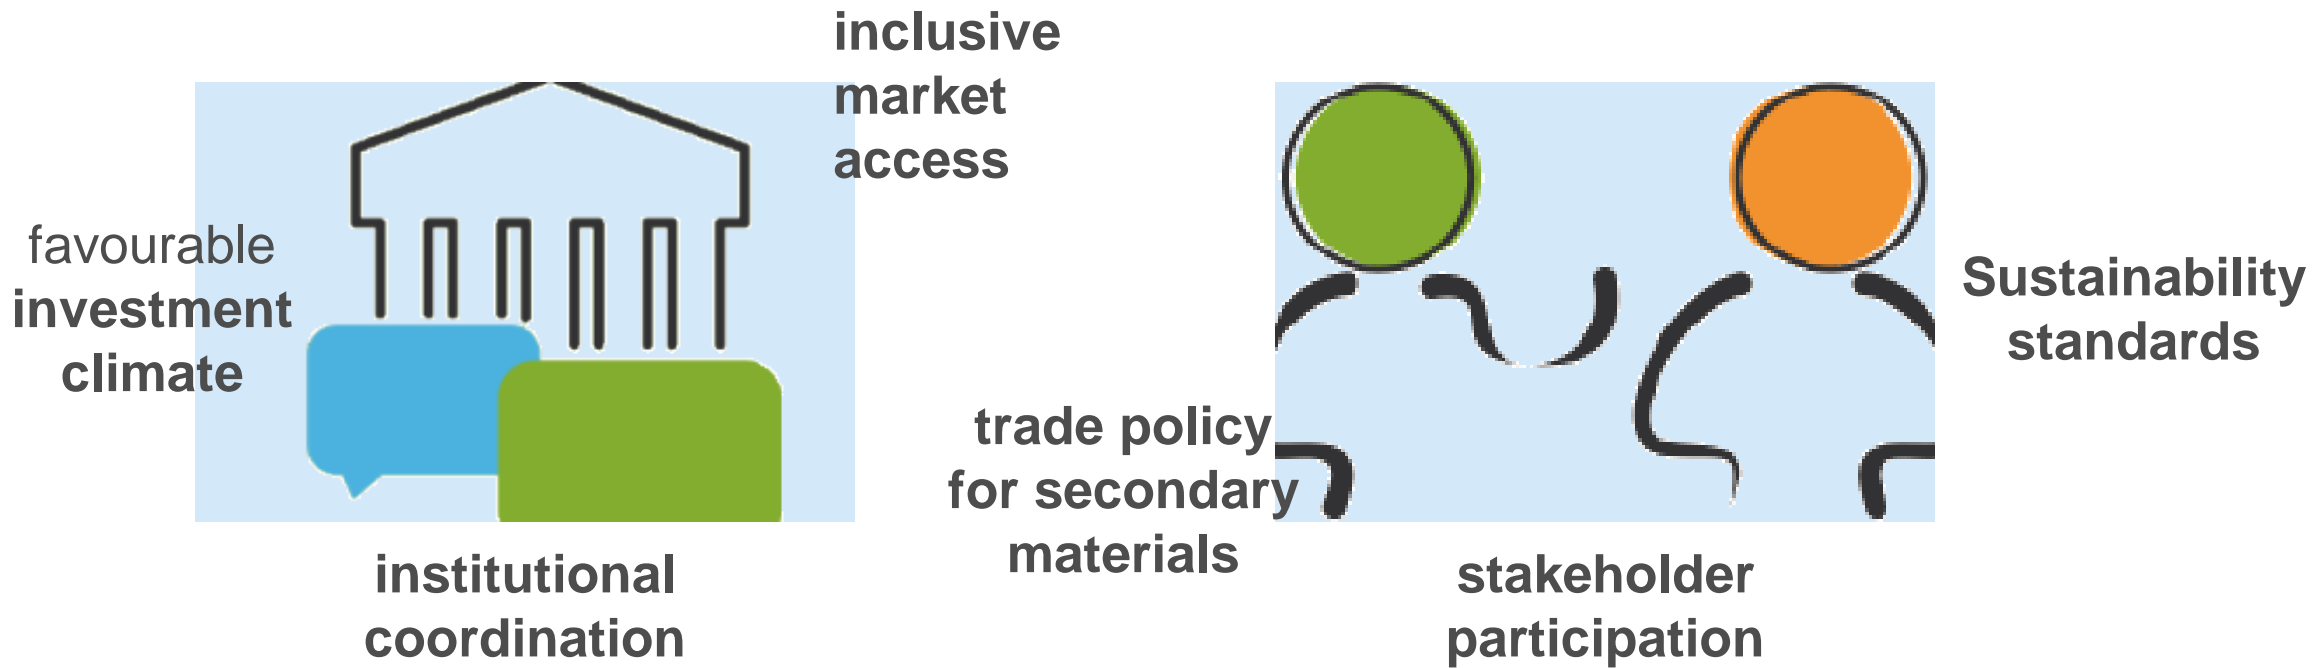 favourable
investment
climate
inclusive
market
access
institutional
coordination
trade policy
for secondary
materials
stakeholder
participation
Sustainability
standards